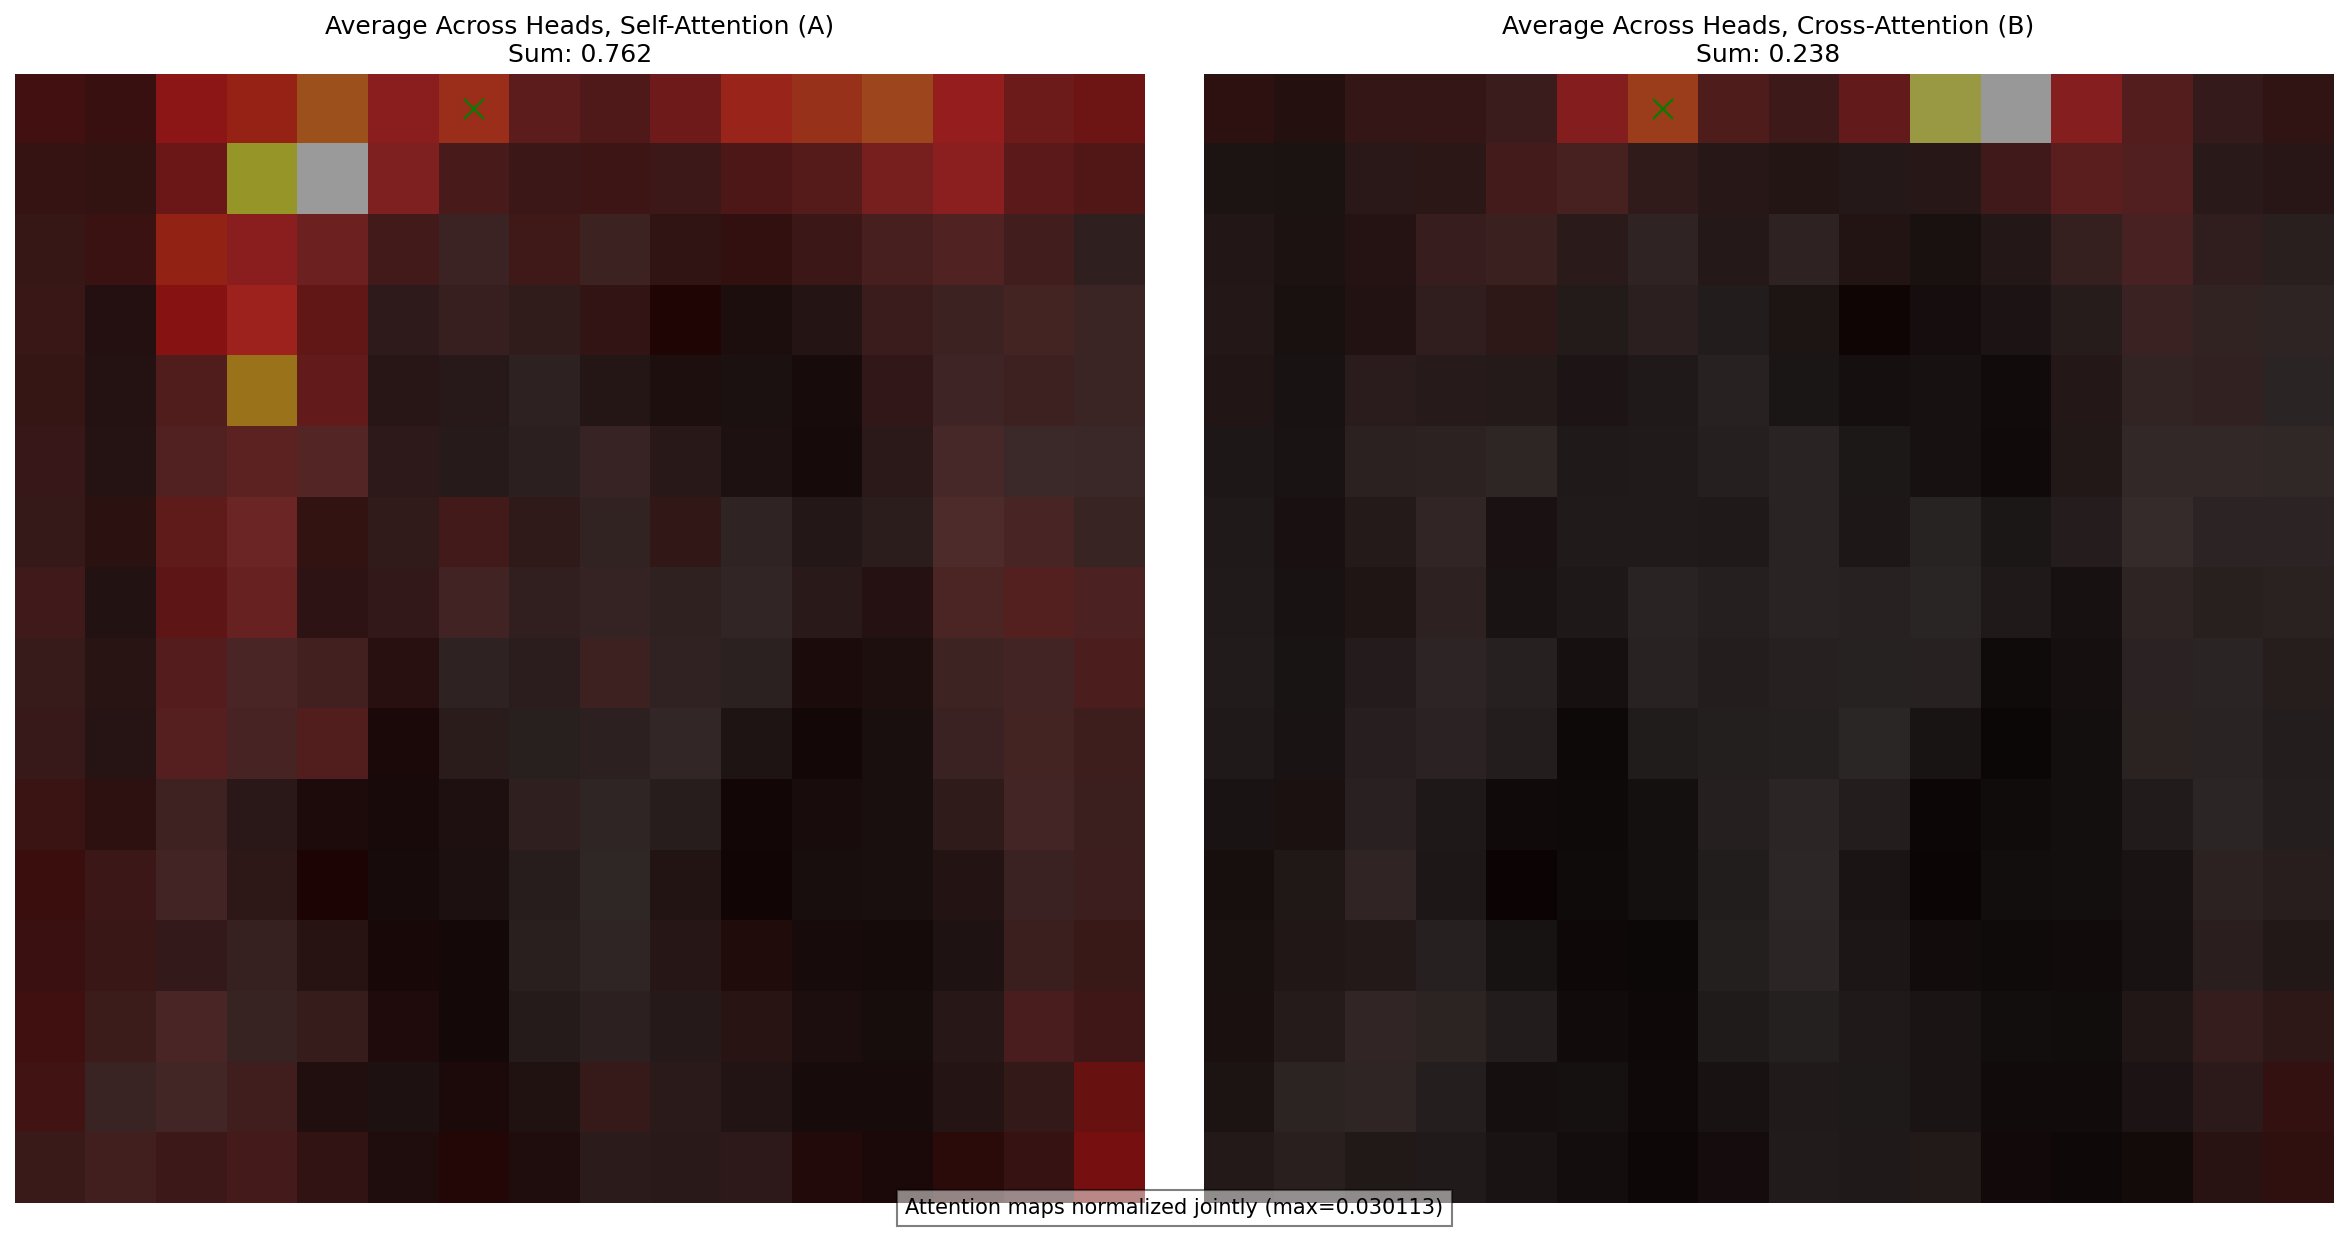 Average Across Heads, Self-Attention (A)
Sum: 0.762
Average Across Heads, Cross-Attention (B)
Sum: 0.238
Attention maps normalized jointly (max=0.030113)